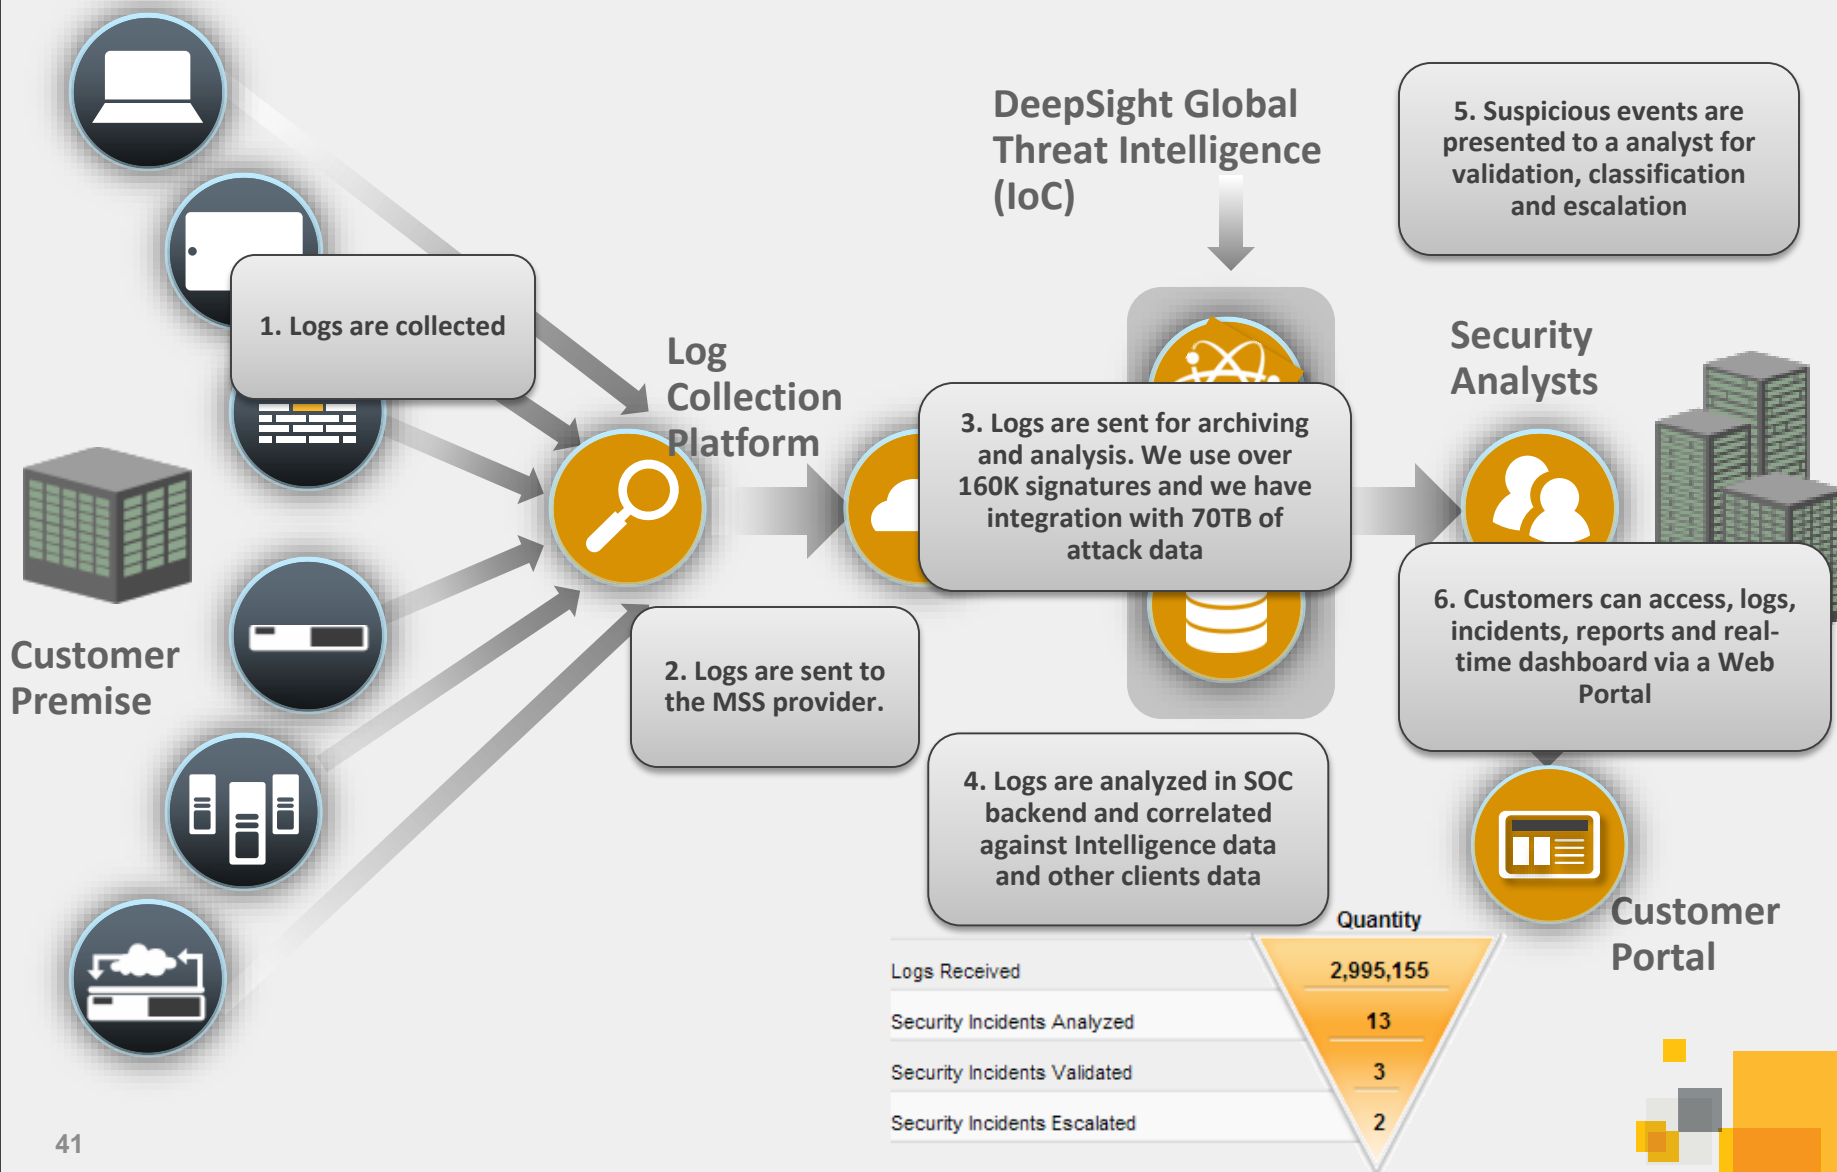 DeepSight Global
Threat Intelligence
(IoC)
5. Suspicious events are
presented to a analyst for
validation, classification
and escalation
1. Logs are collected
Log
Collection
Platform
3. Logs are sent for archiving
and analysis. We use over
160K signatures and we have
integration with 70TB of
attack data
Security
Analysts
Customer
Premise
2. Logs are sent to
the MSS provider.
6. Customers can access, logs,
incidents, reports and real-
time dashboard via a Web
Portal
4. Logs are analyzed in SOC
backend and correlated
against Intelligence data
and other clients data
Customer
Portal
Quantity
Logs Received 2,995,155
Security Incidents Analyzed 13
Security Incidents Validated 3
Security Incidents Escalated 2
41